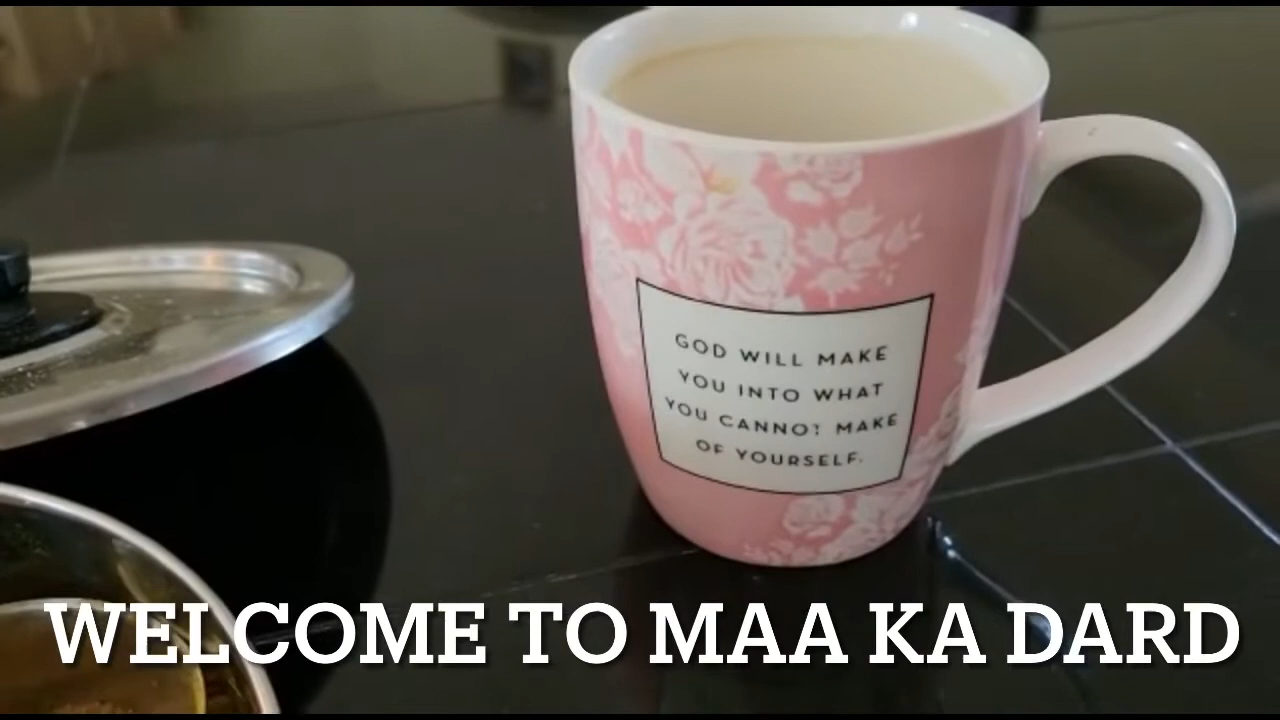 GOD WILL MAKE
YOU INTO WHAT
YOU CANNOT MAKE
OF YOURSELF.
WELCOME TO MAA KA DARD